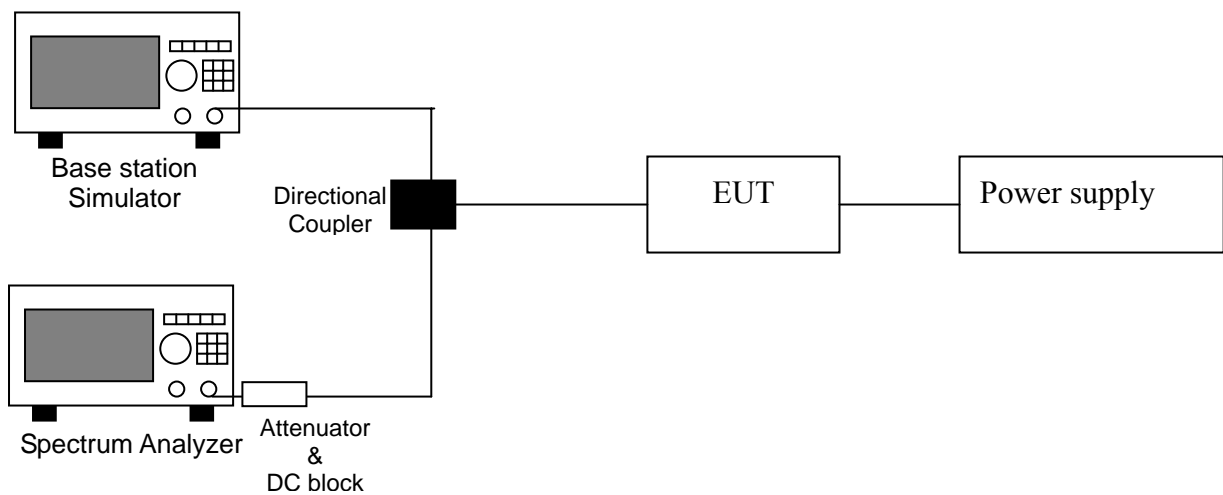 Base station
Simulator
Directional
Coupler
EUT
Power supply
Spectrum Analyzer
Attenuator
&
DC block